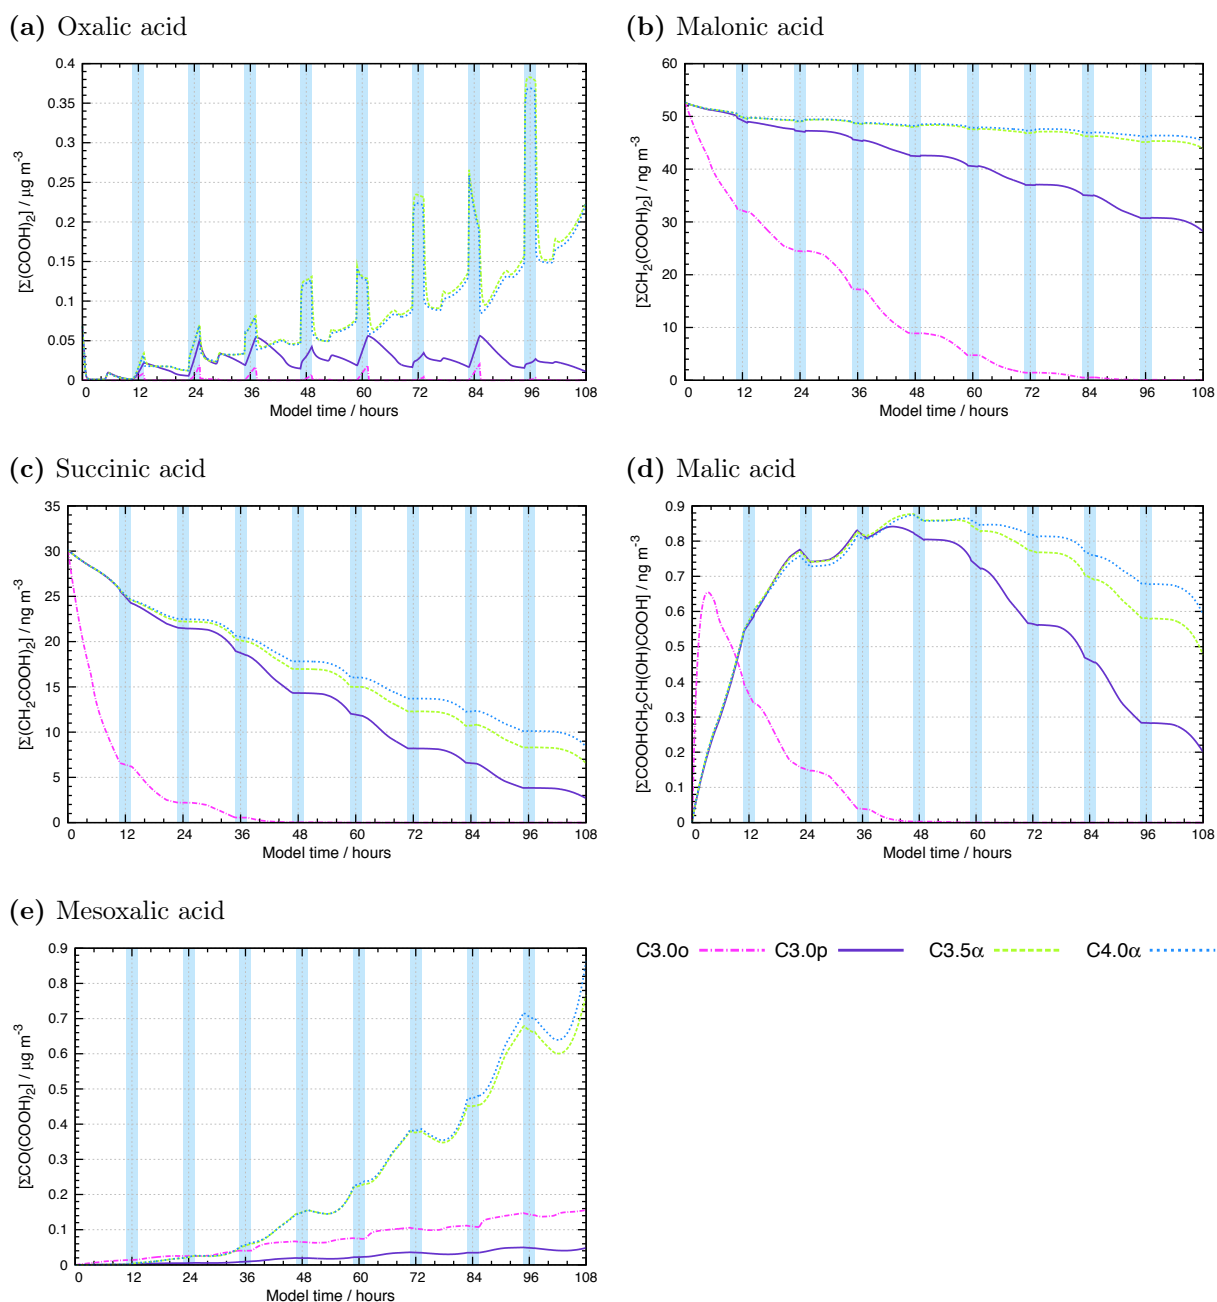 (a) Oxalic acid
[Σ(COOH)2] / μg m-3
0.4
0.35
0.3
0.25
0.2
0.15
0.1
0.05
0
0 12 24 36 48 60 72 84 96 108
Model time / hours
(b) Malonic acid
[ΣCH2(COOH)2] / ng m-3
60
50
40
30
20
10
0
0 12 24 36 48 60 72 84 96 108
Model time / hours
(c) Succinic acid
[Σ(CH2COOH)2] / ng m-3
35
30
25
20
15
10
5
0
0 12 24 36 48 60 72 84 96 108
Model time / hours
(d) Malic acid
[ΣCOOHCH2CH(OH)COOH] / ng m-3
0.9
0.8
0.7
0.6
0.5
0.4
0.3
0.2
0.1
0
0 12 24 36 48 60 72 84 96 108
Model time / hours
(e) Mesoxalic acid
[ΣCO(COOH)2] / μg m-3
0.9
0.8
0.7
0.6
0.5
0.4
0.3
0.2
0.1
0
0 12 24 36 48 60 72 84 96 108
Model time / hours
C3.0o C3.0p C3.5α C4.0α